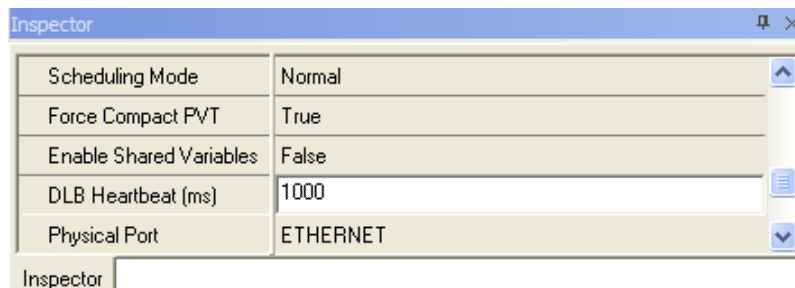 Inspector
Scheduling Mode Normal
Force Compact PVT True
Enable Shared Variables False
DLB Heartbeat (ms) 1000
Physical Port ETHERNET
Inspector